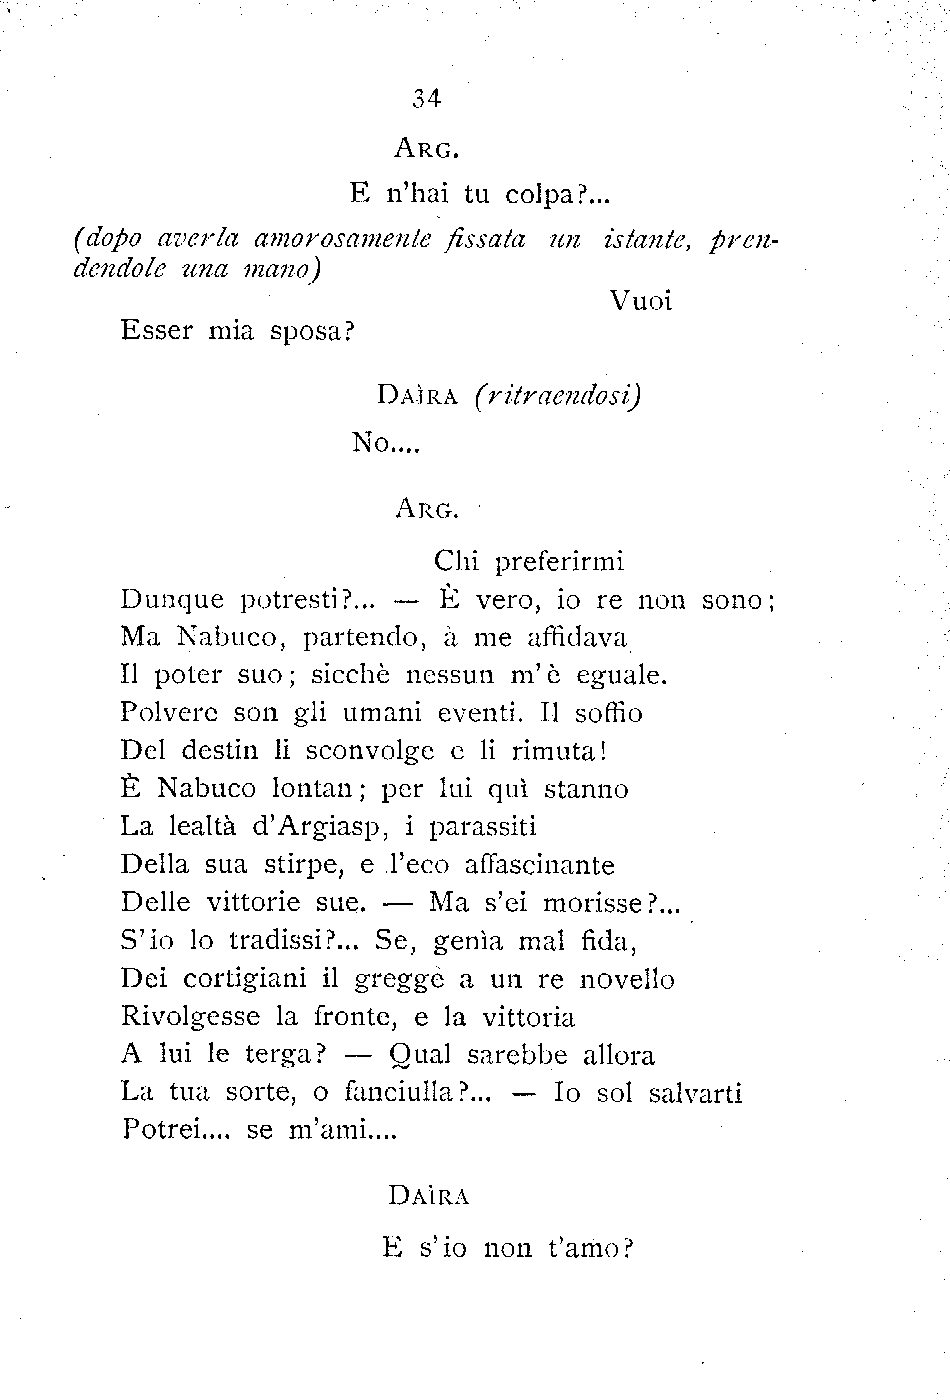 34
ARG.
E n'hai tu colpa?...
(dopo averla amorosamente fissata un istante, pren-
dendole una mano)
Vuoi
Esser mia sposa?
DAÌRA (ritraendosi)
No....
ARG.
Chi preferirmi
Dunque potresti?... — È vero, io re non sono;
Ma Nabuco, partendo, à me affidava
Il poter suo; sicchè nessun m'è eguale.
Polvere son gli umani eventi. Il soffio
Del destin li sconvolge e li rimuta!
È Nabuco lontan; per lui quì stanno
La lealtà d'Argiasp, i parassiti
Della sua stirpe, e l'eco affascinante
Delle vittorie sue. — Ma s'ei morisse?...
S'io lo tradissi?... Se, genìa mal fida,
Dei cortigiani il greggè a un re novello
Rivolgesse la fronte, e la vittoria
A lui le terga? — Qual sarebbe allora
La tua sorte, o fanciulla?... — Io sol salvarti
Potrei.... se m'ami....
DAÌRA
E s'io non t'amo?